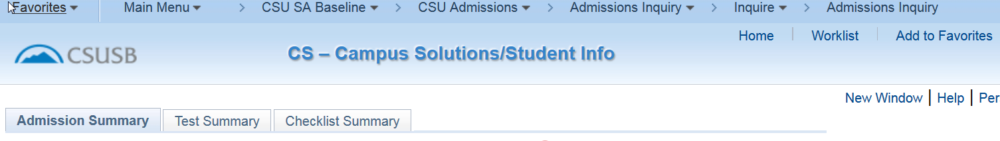 Favorites Main Menu > CSU SA Baseline > CSU Admissions > Admissions Inquiry > Inquire > Admissions Inquiry
Home Worklist Add to Favorites
CSUSB CS – Campus Solutions/Student Info
New Window | Help | Per
Admission Summary Test Summary Checklist Summary